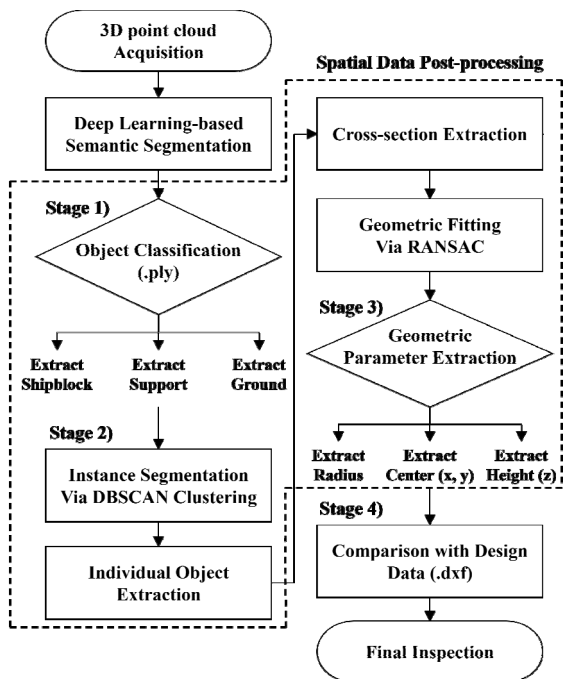 3D point cloud
Acquisition
Deep Learning-based
Semantic Segmentation
Stage 1)
Object Classification
(.ply)
Extract
Shipblock
Extract
Support
Extract
Ground
Stage 2)
Instance Segmentation
Via DBSCAN Clustering
Individual Object
Extraction
Spatial Data Post-processing
Cross-section Extraction
Geometric Fitting
Via RANSAC
Stage 3)
Geometric
Parameter Extraction
Extract
Radius
Extract
Center (x, y)
Extract
Height (z)
Stage 4)
Comparison with Design
Data (.dxf)
Final Inspection